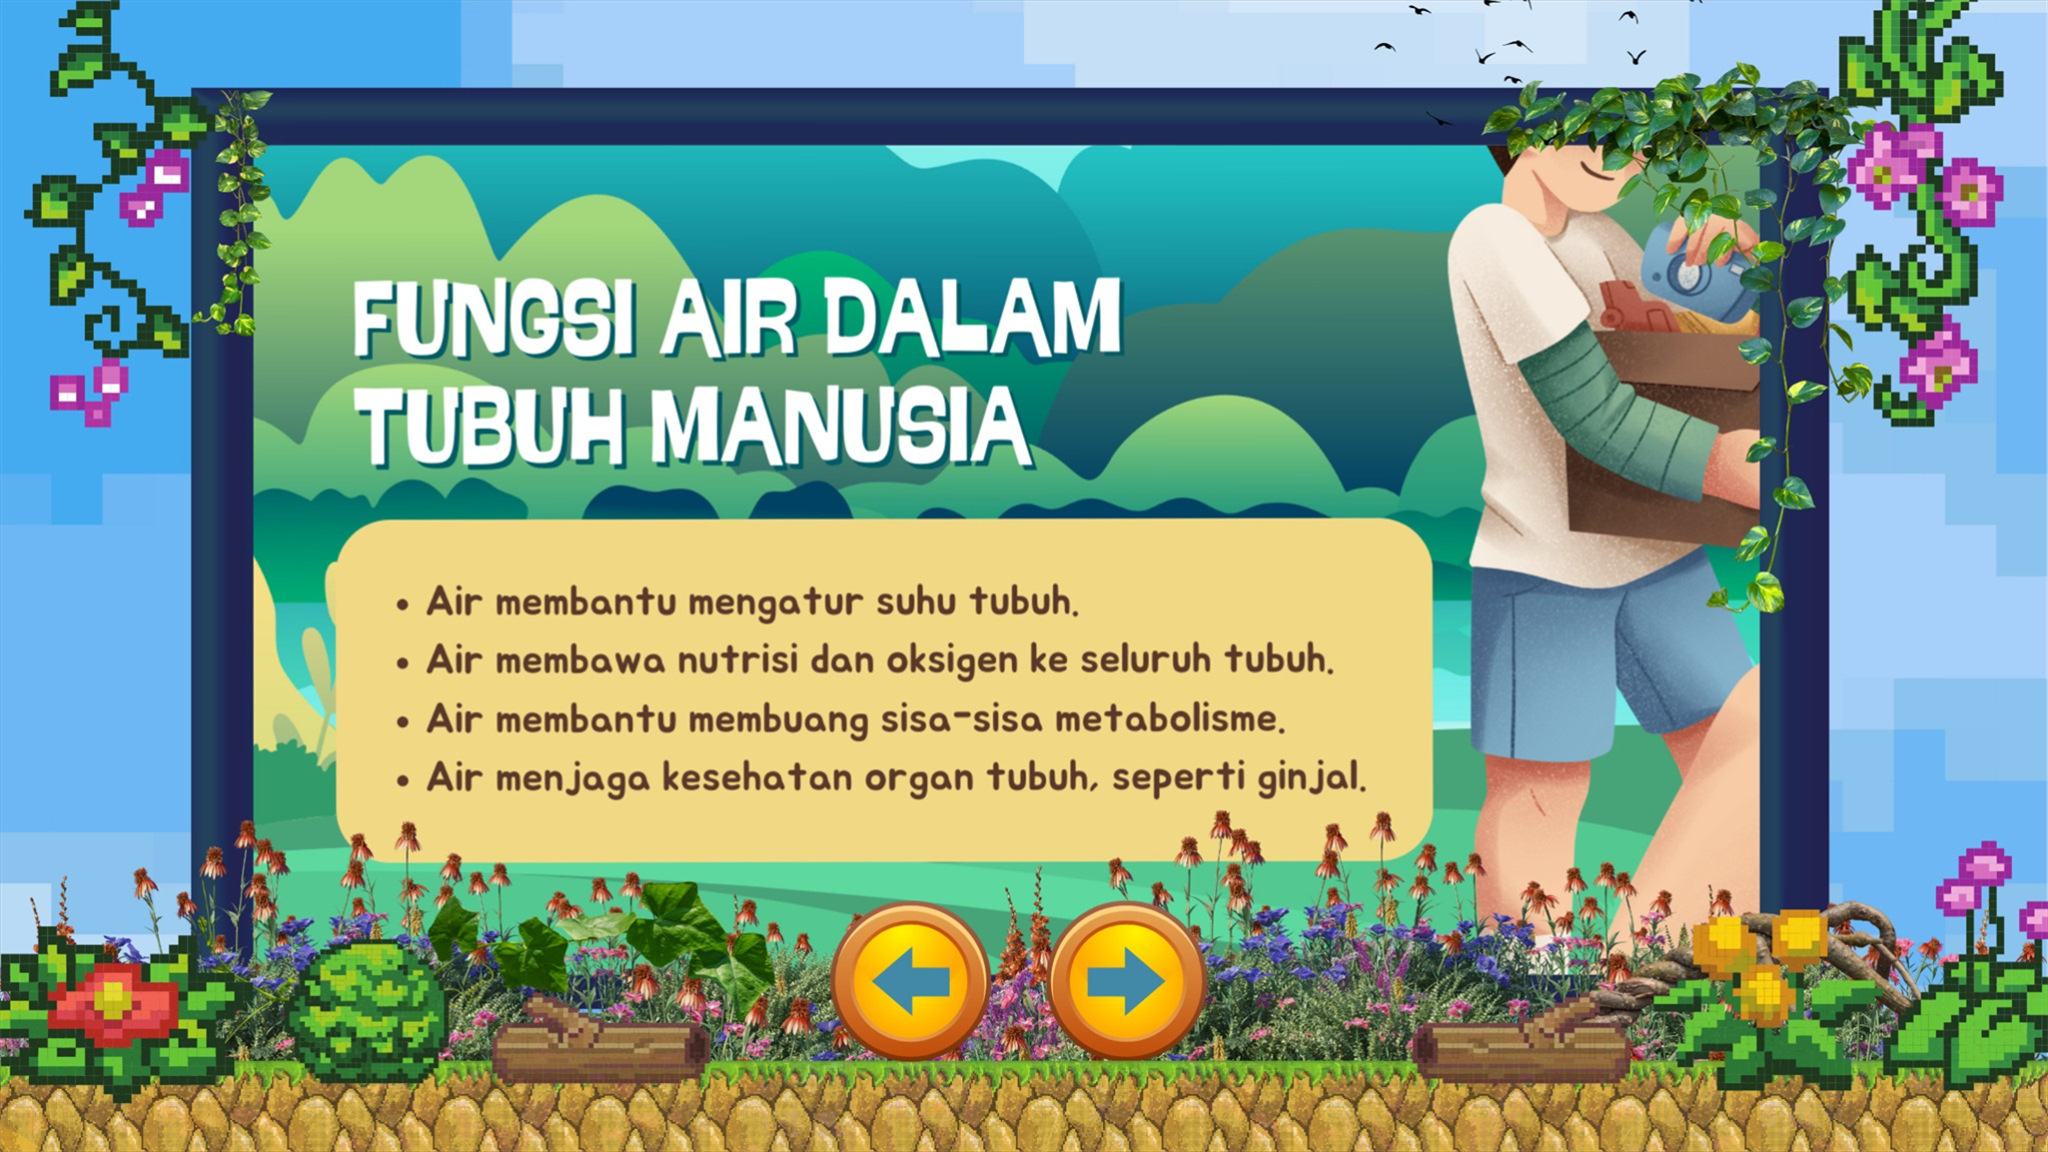 FUNGSI AIR DALAM
TUBUH MANUSIA
• Air membantu mengatur suhu tubuh.
• Air membawa nutrisi dan oksigen ke seluruh tubuh.
• Air membantu membuang sisa-sisa metabolisme.
• Air menjaga kesehatan organ tubuh, seperti ginjal.